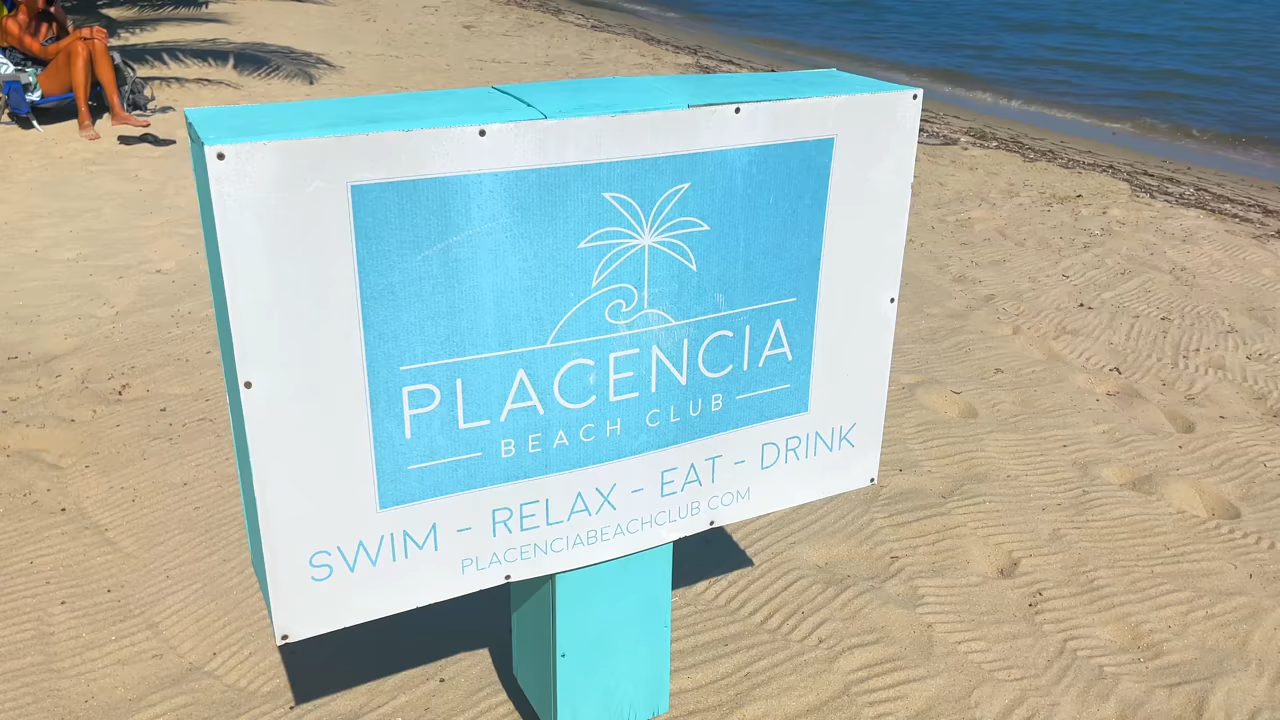 PLACENCIA
BEACH CLUB
SWIM - RELAX - EAT - DRINK
PLACENCIABEACHCLUB.COM